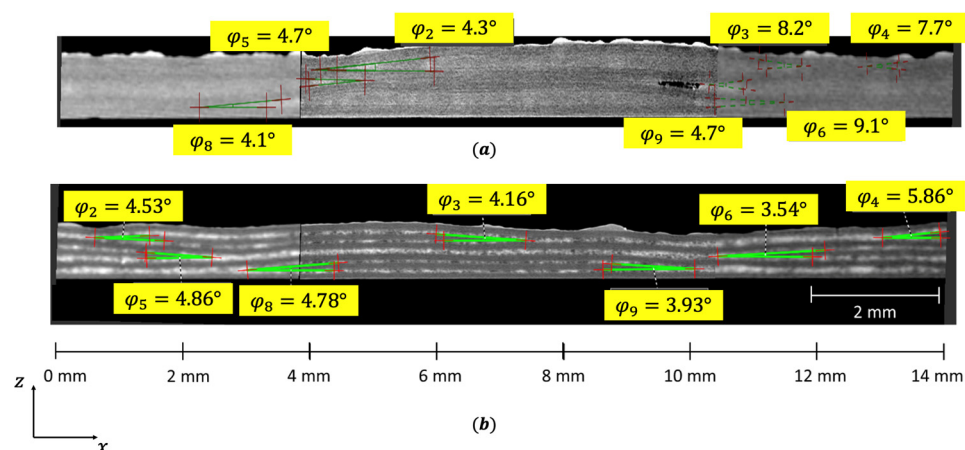 φ₅ = 4.7°
φ₂ = 4.3°
φ₃ = 8.2°
φ₄ = 7.7°
φ₈ = 4.1°
φ₉ = 4.7°
φ₆ = 9.1°
(a)
φ₂ = 4.53°
φ₃ = 4.16°
φ₆ = 3.54°
φ₄ = 5.86°
φ₅ = 4.86°
φ₈ = 4.78°
φ₉ = 3.93°
2 mm
0 mm 2 mm 4 mm 6 mm 8 mm 10 mm 12 mm 14 mm
z
x
(b)